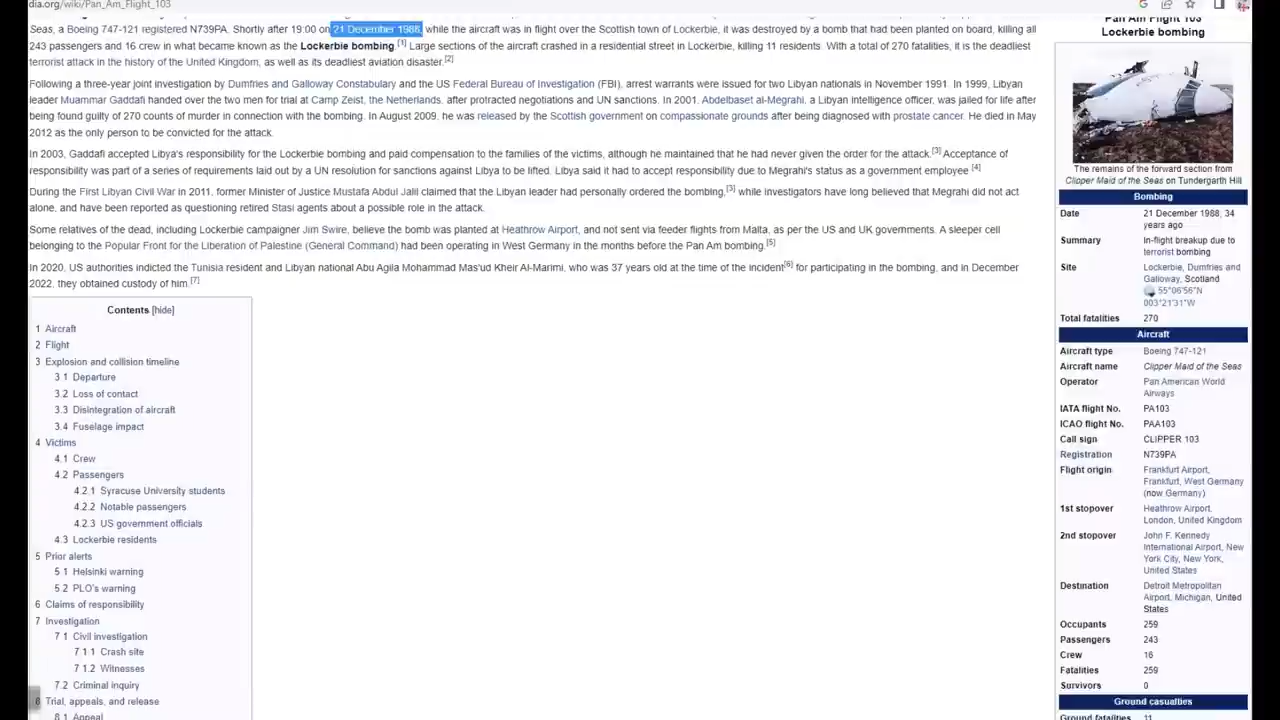 dia.org/wiki/Pan_Am_Flight_103
Seas, a Boeing 747-121 registered N739PA. Shortly after 19:00 on 21 December 1988, while the aircraft was in flight over the Scottish town of Lockerbie, it was destroyed by a bomb that had been planted on board, killing all
243 passengers and 16 crew in what became known as the Lockerbie bombing.[1] Large sections of the aircraft crashed in a residential street in Lockerbie, killing 11 residents. With a total of 270 fatalities, it is the deadliest
terrorist attack in the history of the United Kingdom, as well as its deadliest aviation disaster.[2]
Following a three-year joint investigation by Dumfries and Galloway Constabulary and the US Federal Bureau of Investigation (FBI), arrest warrants were issued for two Libyan nationals in November 1991. In 1999, Libyan
leader Muammar Gaddafi handed over the two men for trial at Camp Zeist, the Netherlands, after protracted negotiations and UN sanctions. In 2001, Abdelbaset al-Megrahi, a Libyan intelligence officer, was jailed for life after
being found guilty of 270 counts of murder in connection with the bombing. In August 2009, he was released by the Scottish government on compassionate grounds after being diagnosed with prostate cancer. He died in May
2012 as the only person to be convicted for the attack.
In 2003, Gaddafi accepted Libya's responsibility for the Lockerbie bombing and paid compensation to the families of the victims, although he maintained that he had never given the order for the attack.[3] Acceptance of
responsibility was part of a series of requirements laid out by a UN resolution for sanctions against Libya to be lifted. Libya said it had to accept responsibility due to Megrahi's status as a government employee.[4]
During the First Libyan Civil War in 2011, former Minister of Justice Mustafa Abdul Jalil claimed that the Libyan leader had personally ordered the bombing,[3] while investigators have long believed that Megrahi did not act
alone, and have been reported as questioning retired Stasi agents about a possible role in the attack.
Some relatives of the dead, including Lockerbie campaigner Jim Swire, believe the bomb was planted at Heathrow Airport, and not sent via feeder flights from Malta, as per the US and UK governments. A sleeper cell
belonging to the Popular Front for the Liberation of Palestine (General Command) had been operating in West Germany in the months before the Pan Am bombing.[5]
In 2020, US authorities indicted the Tunisia resident and Libyan national Abu Agila Mohammad Mas'ud Kheir Al-Marimi, who was 37 years old at the time of the incident[6] for participating in the bombing, and in December
2022, they obtained custody of him.[7]
Contents [hide]
1 Aircraft
2 Flight
3 Explosion and collision timeline
3.1 Departure
3.2 Loss of contact
3.3 Disintegration of aircraft
3.4 Fuselage impact
4 Victims
4.1 Crew
4.2 Passengers
4.2.1 Syracuse University students
4.2.2 Notable passengers
4.2.3 US government officials
4.3 Lockerbie residents
5 Prior alerts
5.1 Helsinki warning
5.2 PLO's warning
6 Claims of responsibility
7 Investigation
7.1 Civil investigation
7.1.1 Crash site
7.1.2 Witnesses
7.2 Criminal inquiry
8 Trial, appeals, and release
8.1 Appeal
Pan Am Flight 103
Lockerbie bombing
The remains of the forward section from
Clipper Maid of the Seas on Tundergarth Hill
Bombing
Date 21 December 1988, 34
years ago
Summary In-flight breakup due to
terrorist bombing
Site Lockerbie, Dumfries and
Galloway, Scotland
55°06′56″N
003°21′31″W
Total fatalities 270
Aircraft
Aircraft type Boeing 747-121
Aircraft name Clipper Maid of the Seas
Operator Pan American World
Airways
IATA flight No. PA103
ICAO flight No. PAA103
Call sign CLIPPER 103
Registration N739PA
Flight origin Frankfurt Airport,
Frankfurt, West Germany
(now Germany)
1st stopover Heathrow Airport,
London, United Kingdom
2nd stopover John F. Kennedy
International Airport, New
York City, New York,
United States
Destination Detroit Metropolitan
Airport, Michigan, United
States
Occupants 259
Passengers 243
Crew 16
Fatalities 259
Survivors 0
Ground casualties
Ground fatalities 11